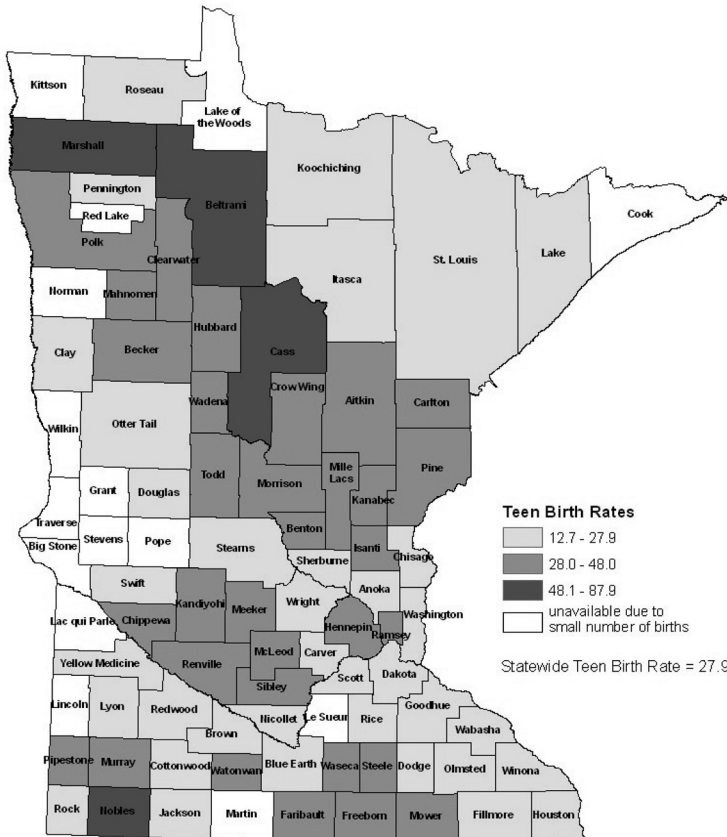 Kittson
Roseau
Lake of
the Woods
Marshall
Koochiching
Pennington
Beltrami
Red Lake
Cook
Polk
Clearwater
St. Louis
Lake
Itasca
Norman
Mahnomen
Hubbard
Clay
Becker
Cass
Crow Wing
Wadena
Aitkin
Carlton
Wilkin
Otter Tail
Todd
Mille
Lacs
Pine
Grant
Douglas
Morrison
Kanabec
Traverse
Benton
Big Stone
Stevens
Pope
Stearns
Isanti
Sherburne
Chisago
Swift
Anoka
Kandiyohi
Meeker
Wright
Washington
Lac qui Parle
Chippewa
Hennepin
Ramsey
McLeod
Carver
Yellow Medicine
Renville
Scott
Dakota
Sibley
Lincoln
Lyon
Redwood
Nicollet
Le Sueur
Rice
Goodhue
Brown
Wabasha
Pipestone
Murray
Cottonwood
Watonwan
Blue Earth
Waseca
Steele
Dodge
Olmsted
Winona
Rock
Nobles
Jackson
Martin
Faribault
Freeborn
Mower
Fillmore
Houston
Teen Birth Rates
12.7 - 27.9
28.0 - 48.0
48.1 - 87.9
unavailable due to
small number of births
Statewide Teen Birth Rate = 27.9